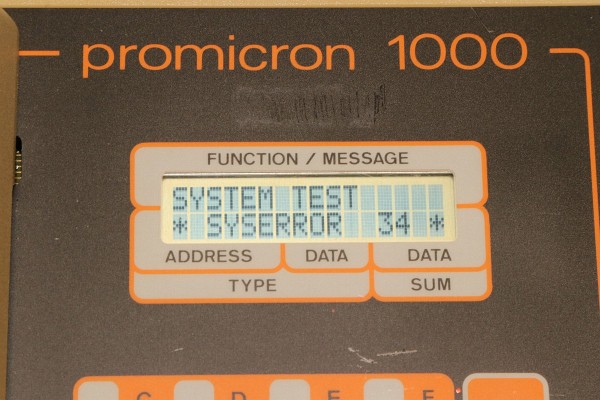 promicron 1000
FUNCTION / MESSAGE
SYSTEM TEST
* SYSERROR 34 *
ADDRESS DATA DATA
TYPE SUM
C D E F